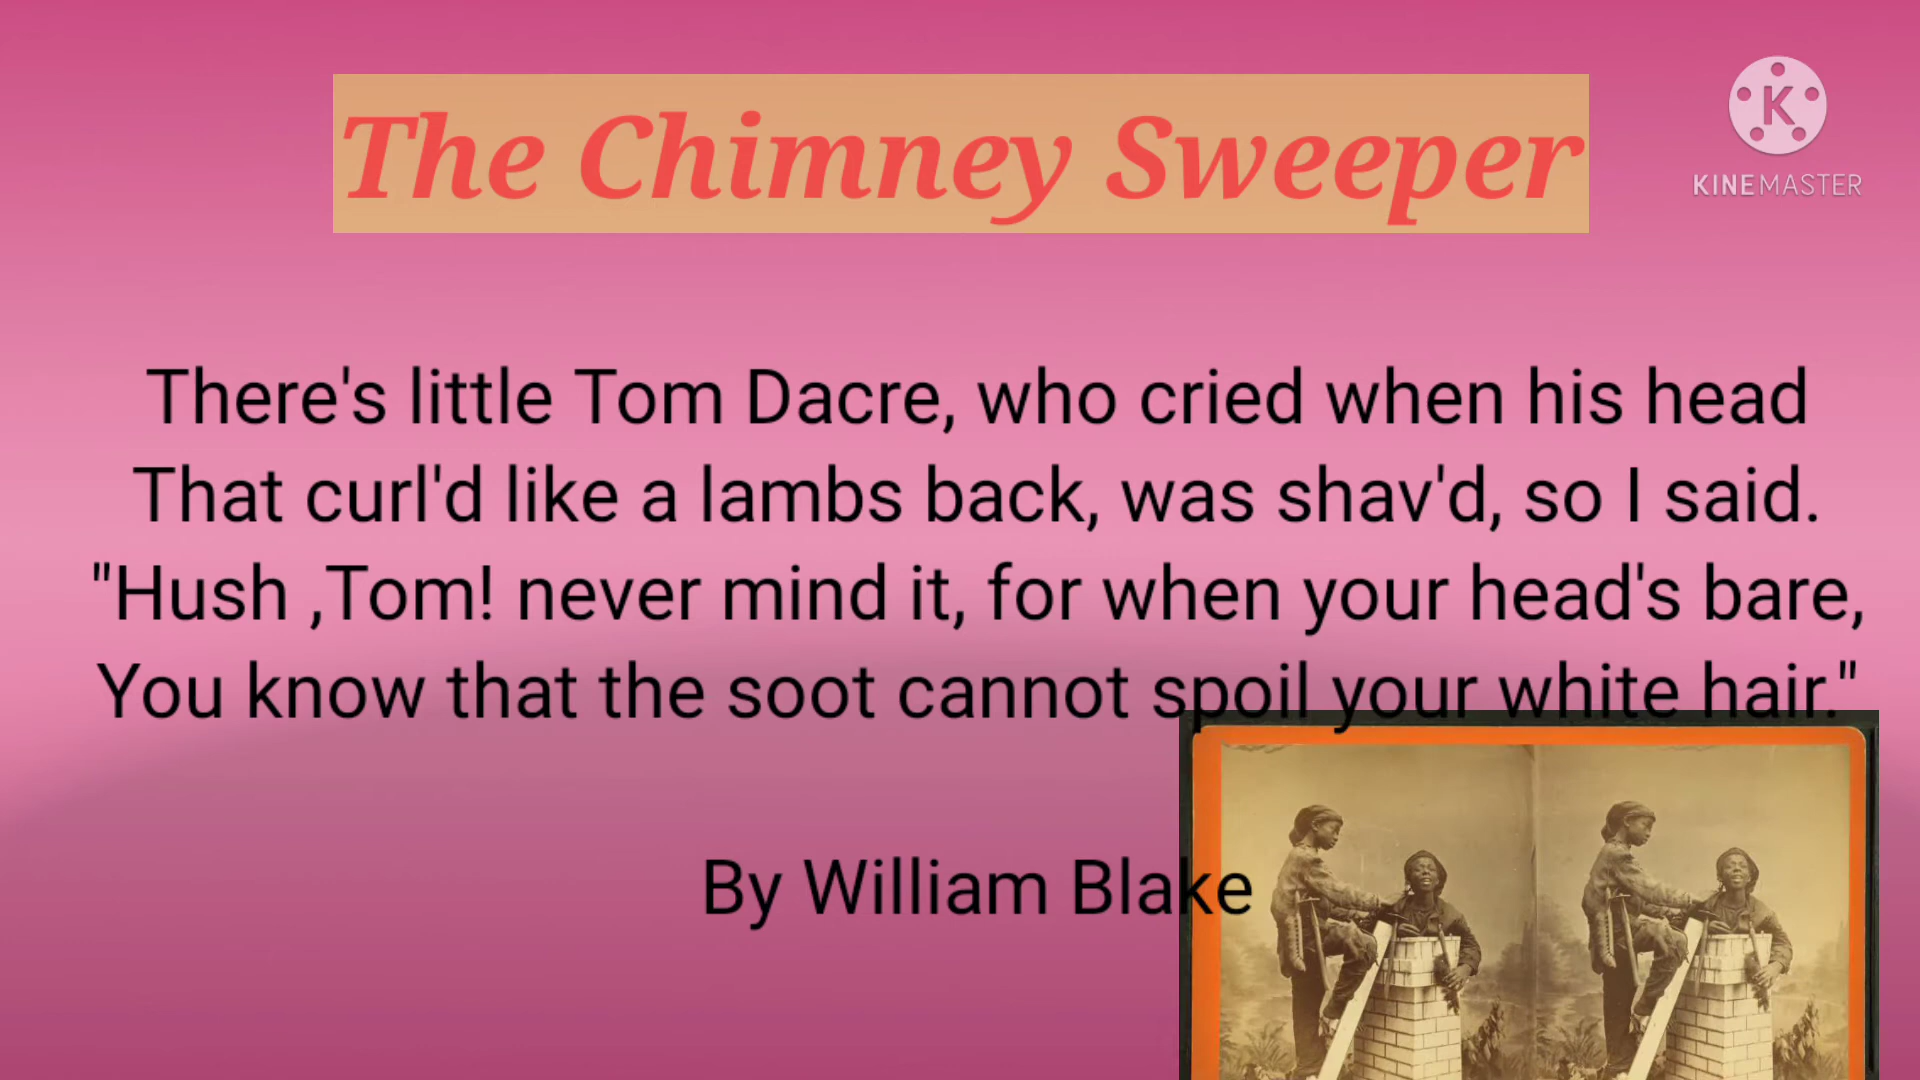 The Chimney Sweeper
K
KINEMASTER
There's little Tom Dacre, who cried when his head
That curl'd like a lambs back, was shav'd, so I said.
"Hush ,Tom! never mind it, for when your head's bare,
You know that the soot cannot spoil your white hair."
By William Blake